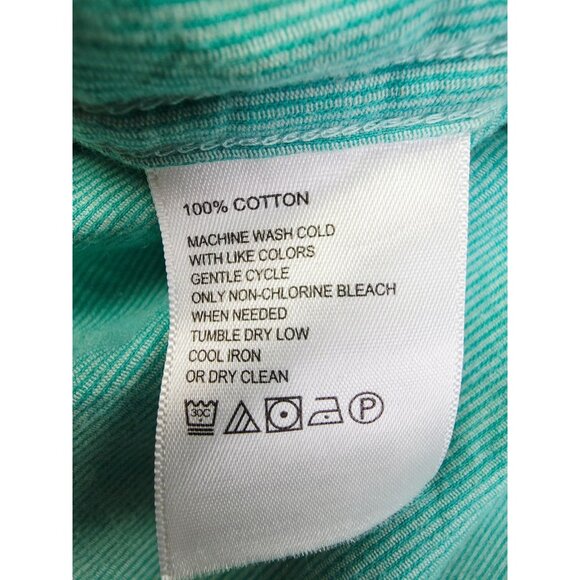 100% COTTON
MACHINE WASH COLD
WITH LIKE COLORS
GENTLE CYCLE
ONLY NON-CHLORINE BLEACH
WHEN NEEDED
TUMBLE DRY LOW
COOL IRON
OR DRY CLEAN
30C P